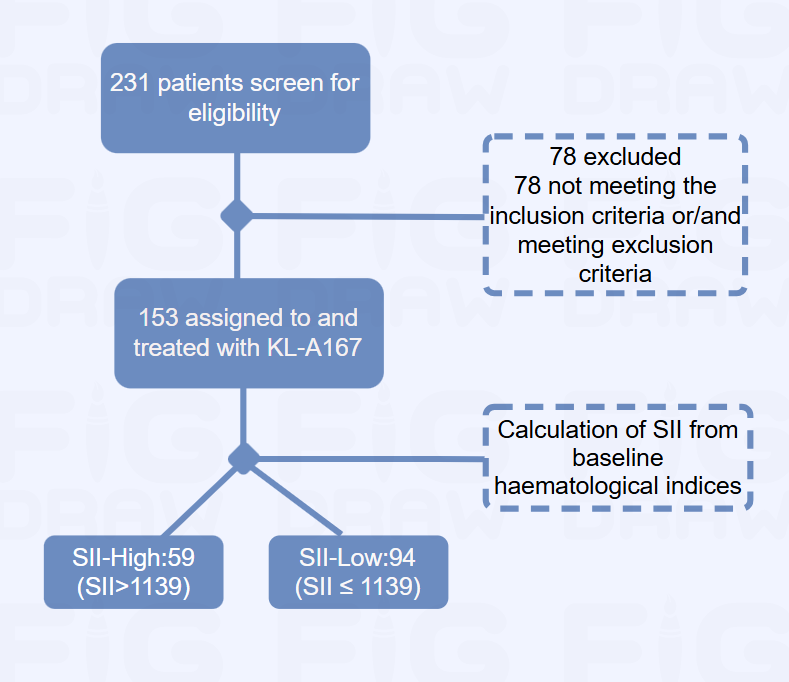 231 patients screen for
eligibility
78 excluded
78 not meeting the
inclusion criteria or/and
meeting exclusion
criteria
153 assigned to and
treated with KL-A167
Calculation of SII from
baseline
haematological indices
SII-High:59
(SII>1139)
SII-Low:94
(SII ≤ 1139)
FIG
DRAW